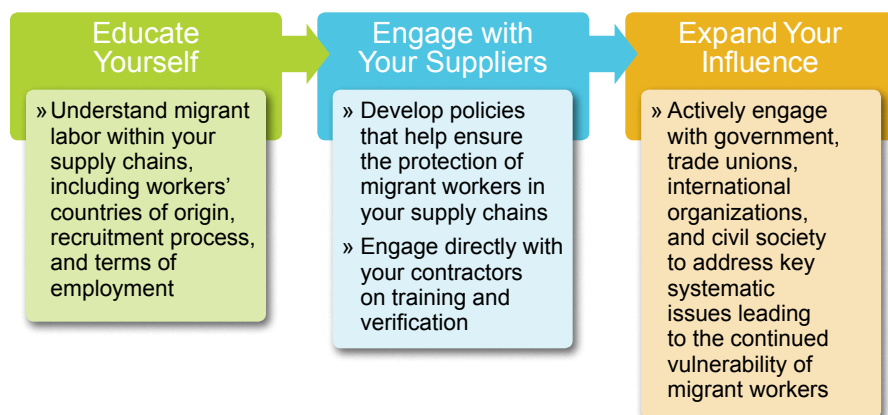 Educate
Yourself
» Understand migrant
labor within your
supply chains,
including workers’
countries of origin,
recruitment process,
and terms of
employment
Engage with
Your Suppliers
» Develop policies
that help ensure
the protection of
migrant workers in
your supply chains
» Engage directly with
your contractors
on training and
verification
Expand Your
Influence
» Actively engage
with government,
trade unions,
international
organizations,
and civil society
to address key
systematic
issues leading
to the continued
vulnerability of
migrant workers